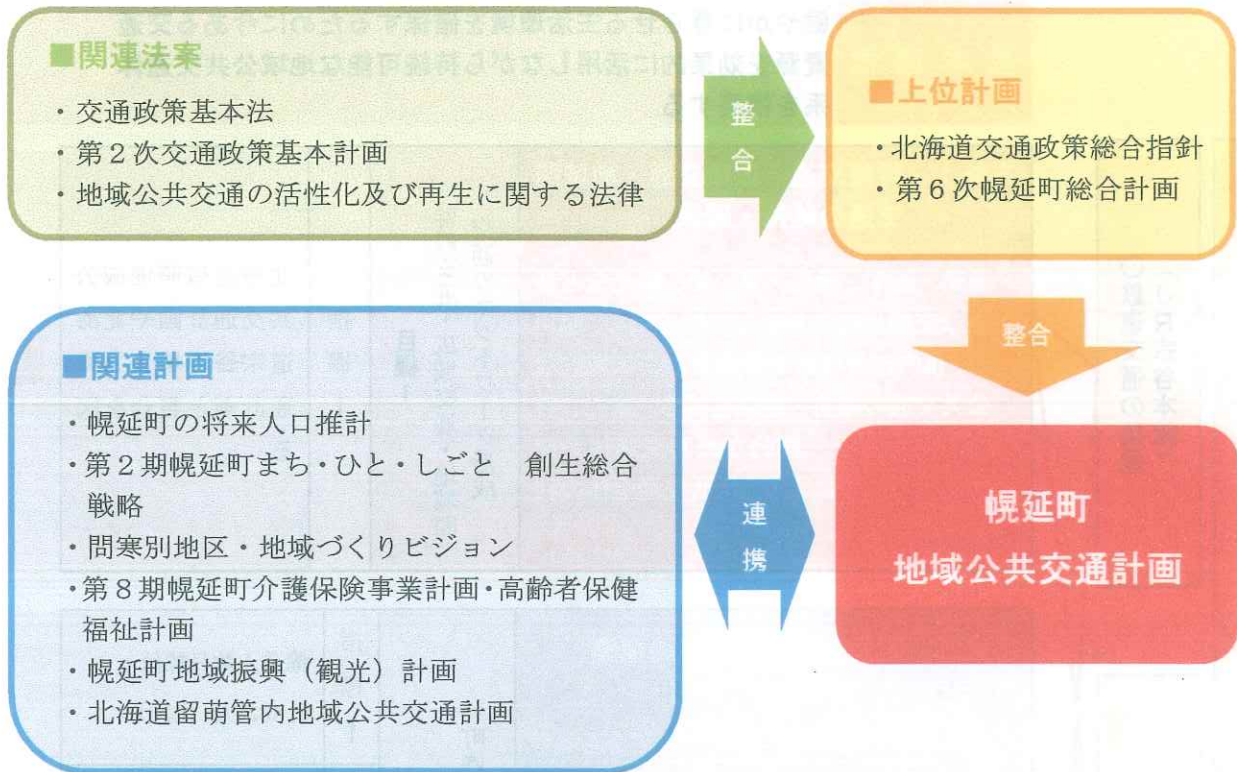 ■関連法案
・交通政策基本法
・第２次交通政策基本計画
・地域公共交通の活性化及び再生に関する法律
整
合
■上位計画
・北海道交通政策総合指針
・第６次幌延町総合計画
整合
■関連計画
・幌延町の将来人口推計
・第２期幌延町まち・ひと・しごと　創生総合
戦略
・問寒別地区・地域づくりビジョン
・第８期幌延町介護保険事業計画・高齢者保健
福祉計画
・幌延町地域振興（観光）計画
・北海道留萌管内地域公共交通計画
連
携
幌延町
地域公共交通計画